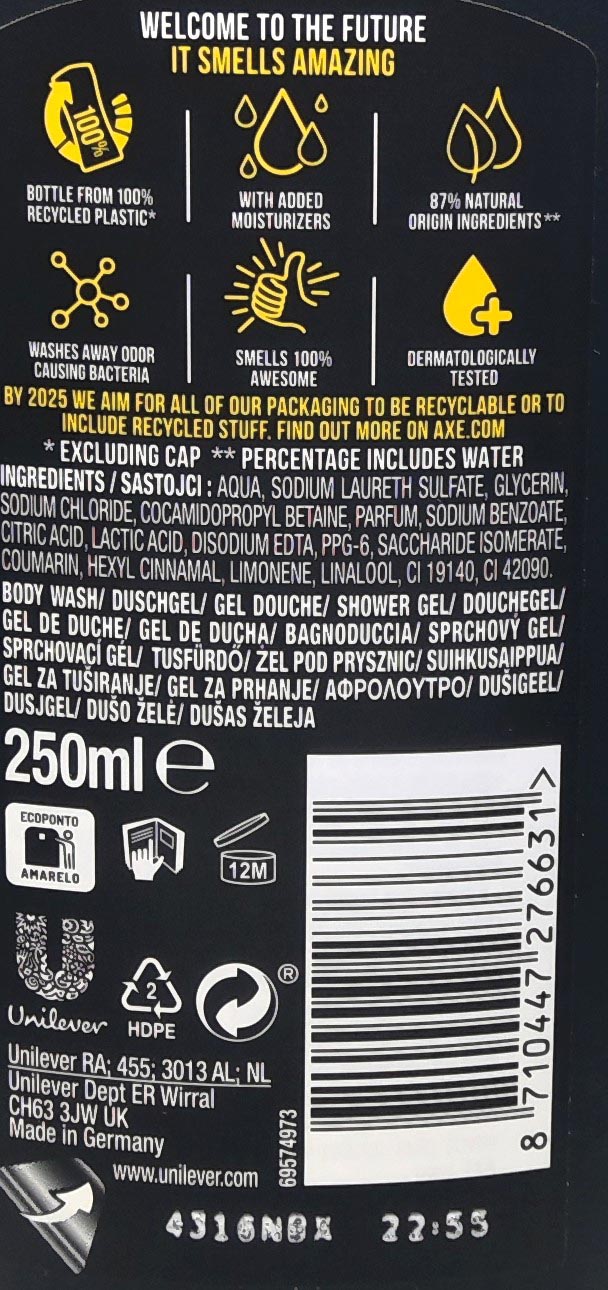 WELCOME TO THE FUTURE
IT SMELLS AMAZING
100%
BOTTLE FROM 100%
RECYCLED PLASTIC*
WITH ADDED
MOISTURIZERS
87% NATURAL
ORIGIN INGREDIENTS**
WASHES AWAY ODOR
CAUSING BACTERIA
SMELLS 100%
AWESOME
DERMATOLOGICALLY
TESTED
BY 2025 WE AIM FOR ALL OF OUR PACKAGING TO BE RECYCLABLE OR TO
INCLUDE RECYCLED STUFF. FIND OUT MORE ON AXE.COM
* EXCLUDING CAP ** PERCENTAGE INCLUDES WATER
INGREDIENTS / SASTOJCI : AQUA, SODIUM LAURETH SULFATE, GLYCERIN,
SODIUM CHLORIDE, COCAMIDOPROPYL BETAINE, PARFUM, SODIUM BENZOATE,
CITRIC ACID, LACTIC ACID, DISODIUM EDTA, PPG-6, SACCHARIDE ISOMERATE,
COUMARIN, HEXYL CINNAMAL, LIMONENE, LINALOOL, CI 19140, CI 42090.
BODY WASH/ DUSCHGEL/ GEL DOUCHE/ SHOWER GEL/ DOUCHEGEL/
GEL DE DUCHE/ GEL DE DUCHA/ BAGNODUCCIA/ SPRCHOVÝ GEL/
SPRCHOVACÍ GÉL/ TUSFÜRDŐ/ ŻEL POD PRYSZNIC/ SUIHKUSAIPPUA/
GEL ZA TUŠIRANJE/ GEL ZA PRHANJE/ ΑΦΡΟΛΟΥΤΡΟ/ DUŠIGEEL/
DUSJGEL/ DUŠO ŽELĖ/ DUŠAS ŽELEJA
250ml e
ECOPONTO
AMARELO
12M
Unilever
2
HDPE
®
Unilever RA; 455; 3013 AL; NL
Unilever Dept ER Wirral
CH63 3JW UK
Made in Germany
www.unilever.com
69574973
8 710447 276631 >
22:55